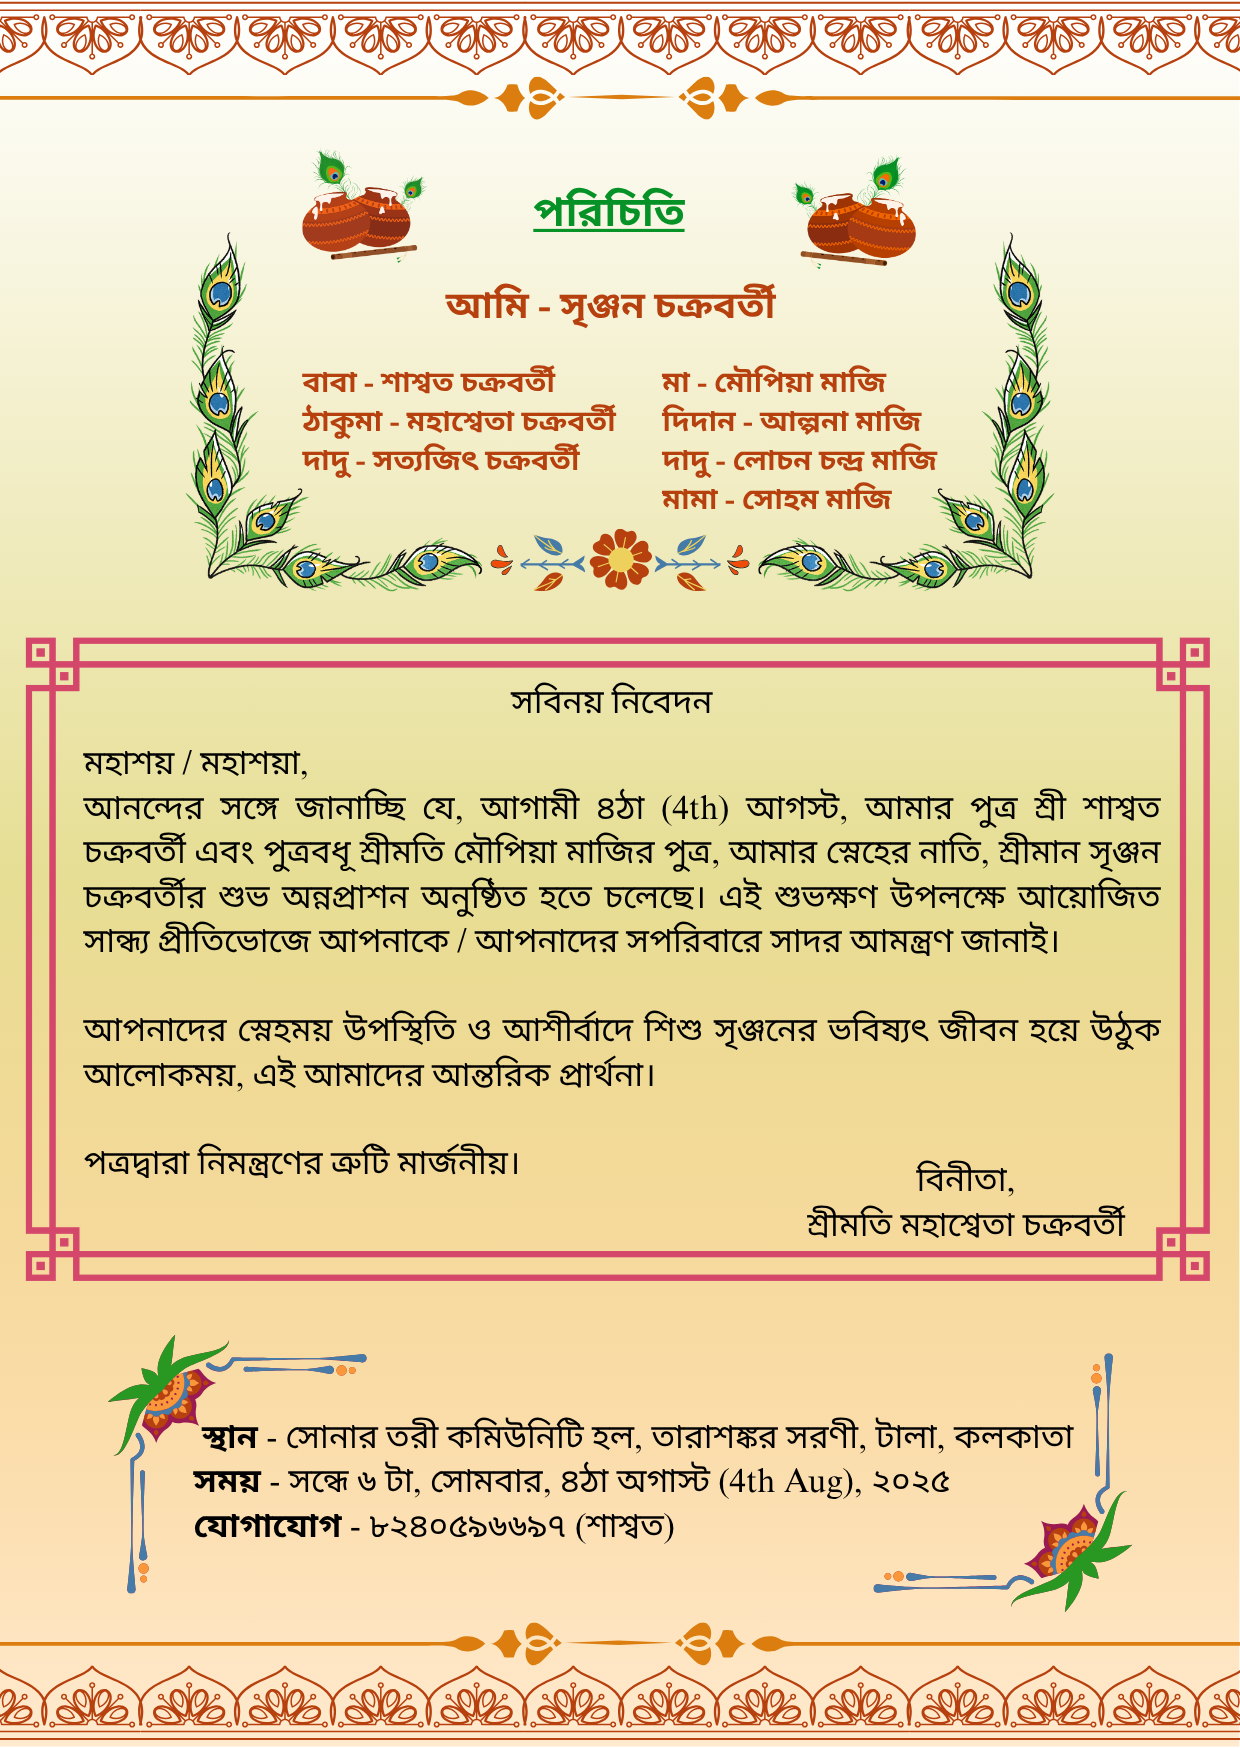 পরিচিতি
আমি - সৃঞ্জন চক্রবর্তী
বাবা - শাশ্বত চক্রবর্তী
ঠাকুমা - মহাশ্বেতা চক্রবর্তী
দাদু - সত্যজিৎ চক্রবর্তী
মা - মৌপিয়া মাজি
দিদান - আল্পনা মাজি
দাদু - লোচন চন্দ্র মাজি
মামা - সোহম মাজি
সবিনয় নিবেদন
মহাশয় / মহাশয়া,
আনন্দের সঙ্গে জানাচ্ছি যে, আগামী ৪ঠা (4th) আগস্ট, আমার পুত্র শ্রী শাশ্বত
চক্রবর্তী এবং পুত্রবধূ শ্রীমতি মৌপিয়া মাজির পুত্র, আমার স্নেহের নাতি, শ্রীমান সৃঞ্জন
চক্রবর্তীর শুভ অন্নপ্রাশন অনুষ্ঠিত হতে চলেছে। এই শুভক্ষণ উপলক্ষে আয়োজিত
সান্ধ্য প্রীতিভোজে আপনাকে / আপনাদের সপরিবারে সাদর আমন্ত্রণ জানাই।
আপনাদের স্নেহময় উপস্থিতি ও আশীর্বাদে শিশু সৃঞ্জনের ভবিষ্যৎ জীবন হয়ে উঠুক
আলোকময়, এই আমাদের আন্তরিক প্রার্থনা।
পত্রদ্বারা নিমন্ত্রণের ত্রুটি মার্জনীয়।
বিনীতা,
শ্রীমতি মহাশ্বেতা চক্রবর্তী
স্থান - সোনার তরী কমিউনিটি হল, তারাশঙ্কর সরণী, টালা, কলকাতা
সময় - সন্ধে ৬ টা, সোমবার, ৪ঠা অগাস্ট (4th Aug), ২০২৫
যোগাযোগ - ৮২৪০৫৯৬৬৯৭ (শাশ্বত)